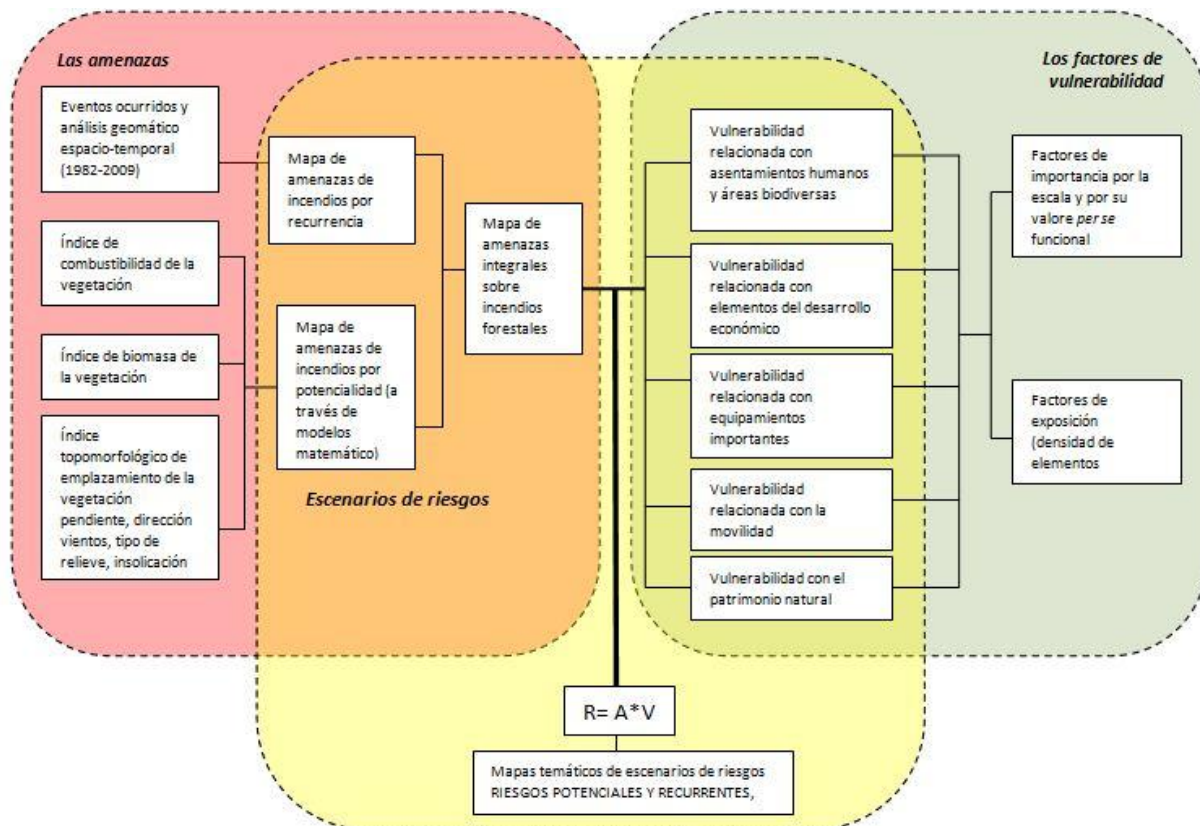 Las amenazas
Eventos ocurridos y
análisis geomático
espacio-temporal
(1982-2009)
Índice de
combustibilidad de la
vegetación
Índice de biomasa de
la vegetación
Índice
topomorfológico de
emplazamiento de la
vegetación
pendiente, dirección
vientos, tipo de
relieve, insolicación
Mapa de
amenazas de
incendios por
recurrencia
Mapa de
amenazas de
incendios por
potencialidad (a
través de
modelos
matemático)
Mapa de
amenazas
integrales
sobre
incendios
forestales
Escenarios de riesgos
Los factores de
vulnerabilidad
Vulnerabilidad
relacionada con
asentamientos humanos
y áreas biodiversas
Vulnerabilidad
relacionada con
elementos del desarrollo
económico
Vulnerabilidad
relacionada con
equipamientos
importantes
Vulnerabilidad
relacionada con la
movilidad
Vulnerabilidad con el
patrimonio natural
Factores de
importancia por la
escala y por su
valore per se
funcional
Factores de
exposición
(densidad de
elementos
R= A*V
Mapas temáticos de escenarios de riesgos
RIESGOS POTENCIALES Y RECURRENTES,